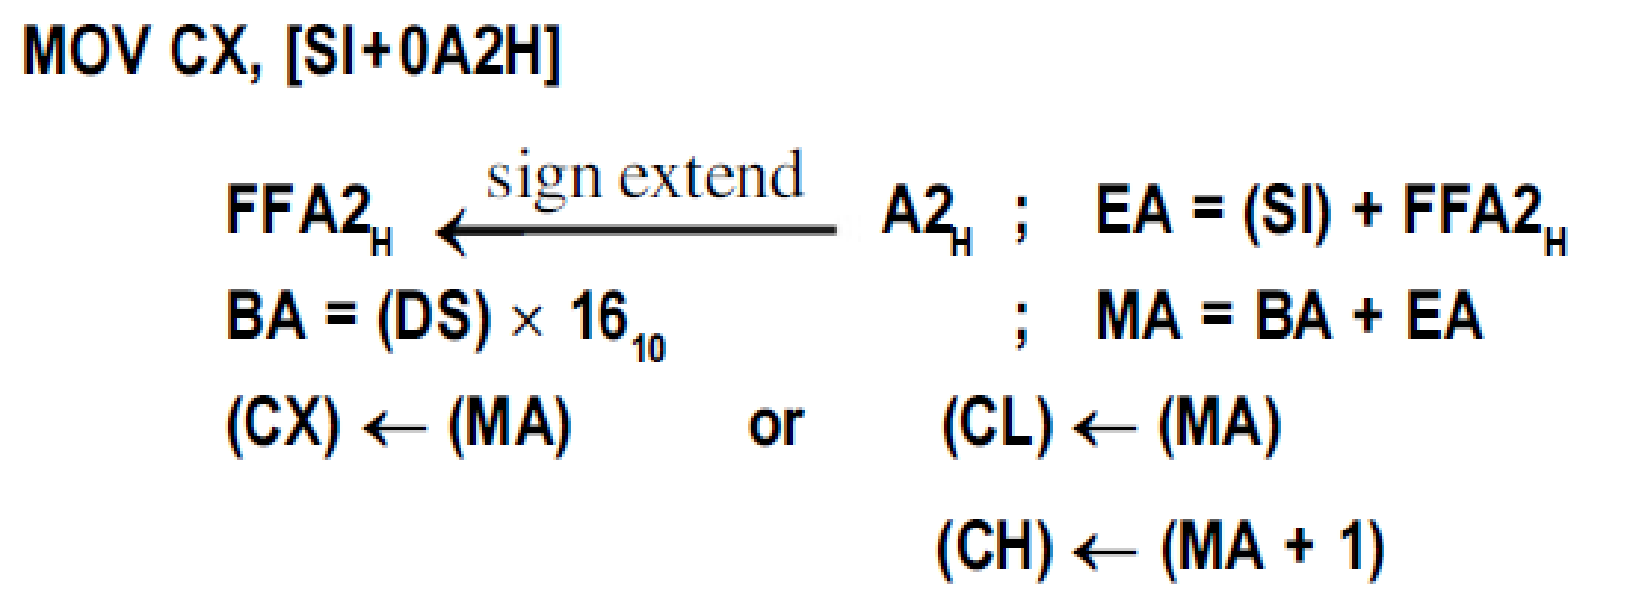 MOV CX, [SI+0A2H]
sign extend
FFA2H ← A2H ; EA = (SI) + FFA2H
BA = (DS) × 1610 ; MA = BA + EA
(CX) ← (MA) or (CL) ← (MA)
(CH) ← (MA + 1)